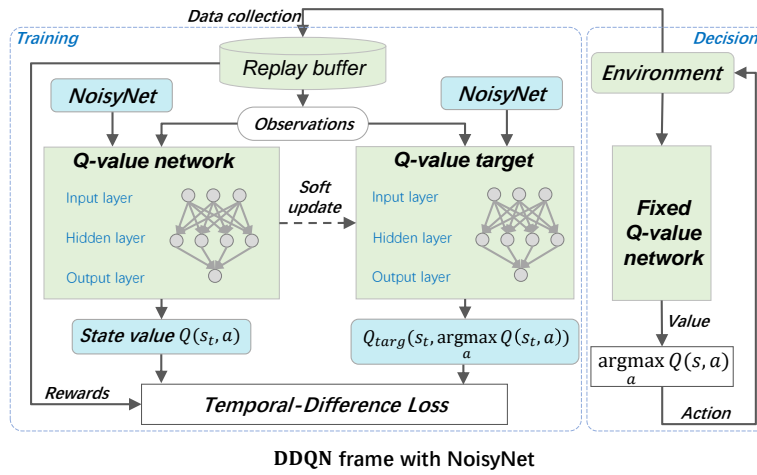 Data collection
Training
Decision
Replay buffer
Environment
NoisyNet
NoisyNet
Observations
Q-value network
Q-value target
Input layer
Hidden layer
Output layer
Soft
update
Input layer
Hidden layer
Output layer
Fixed
Q-value
network
State value Q(s_t, a)
Q_targ(s_t, argmax Q(s_t, a))
a
Value
argmax Q(s, a)
a
Rewards
Temporal-Difference Loss
Action
DDQN frame with NoisyNet